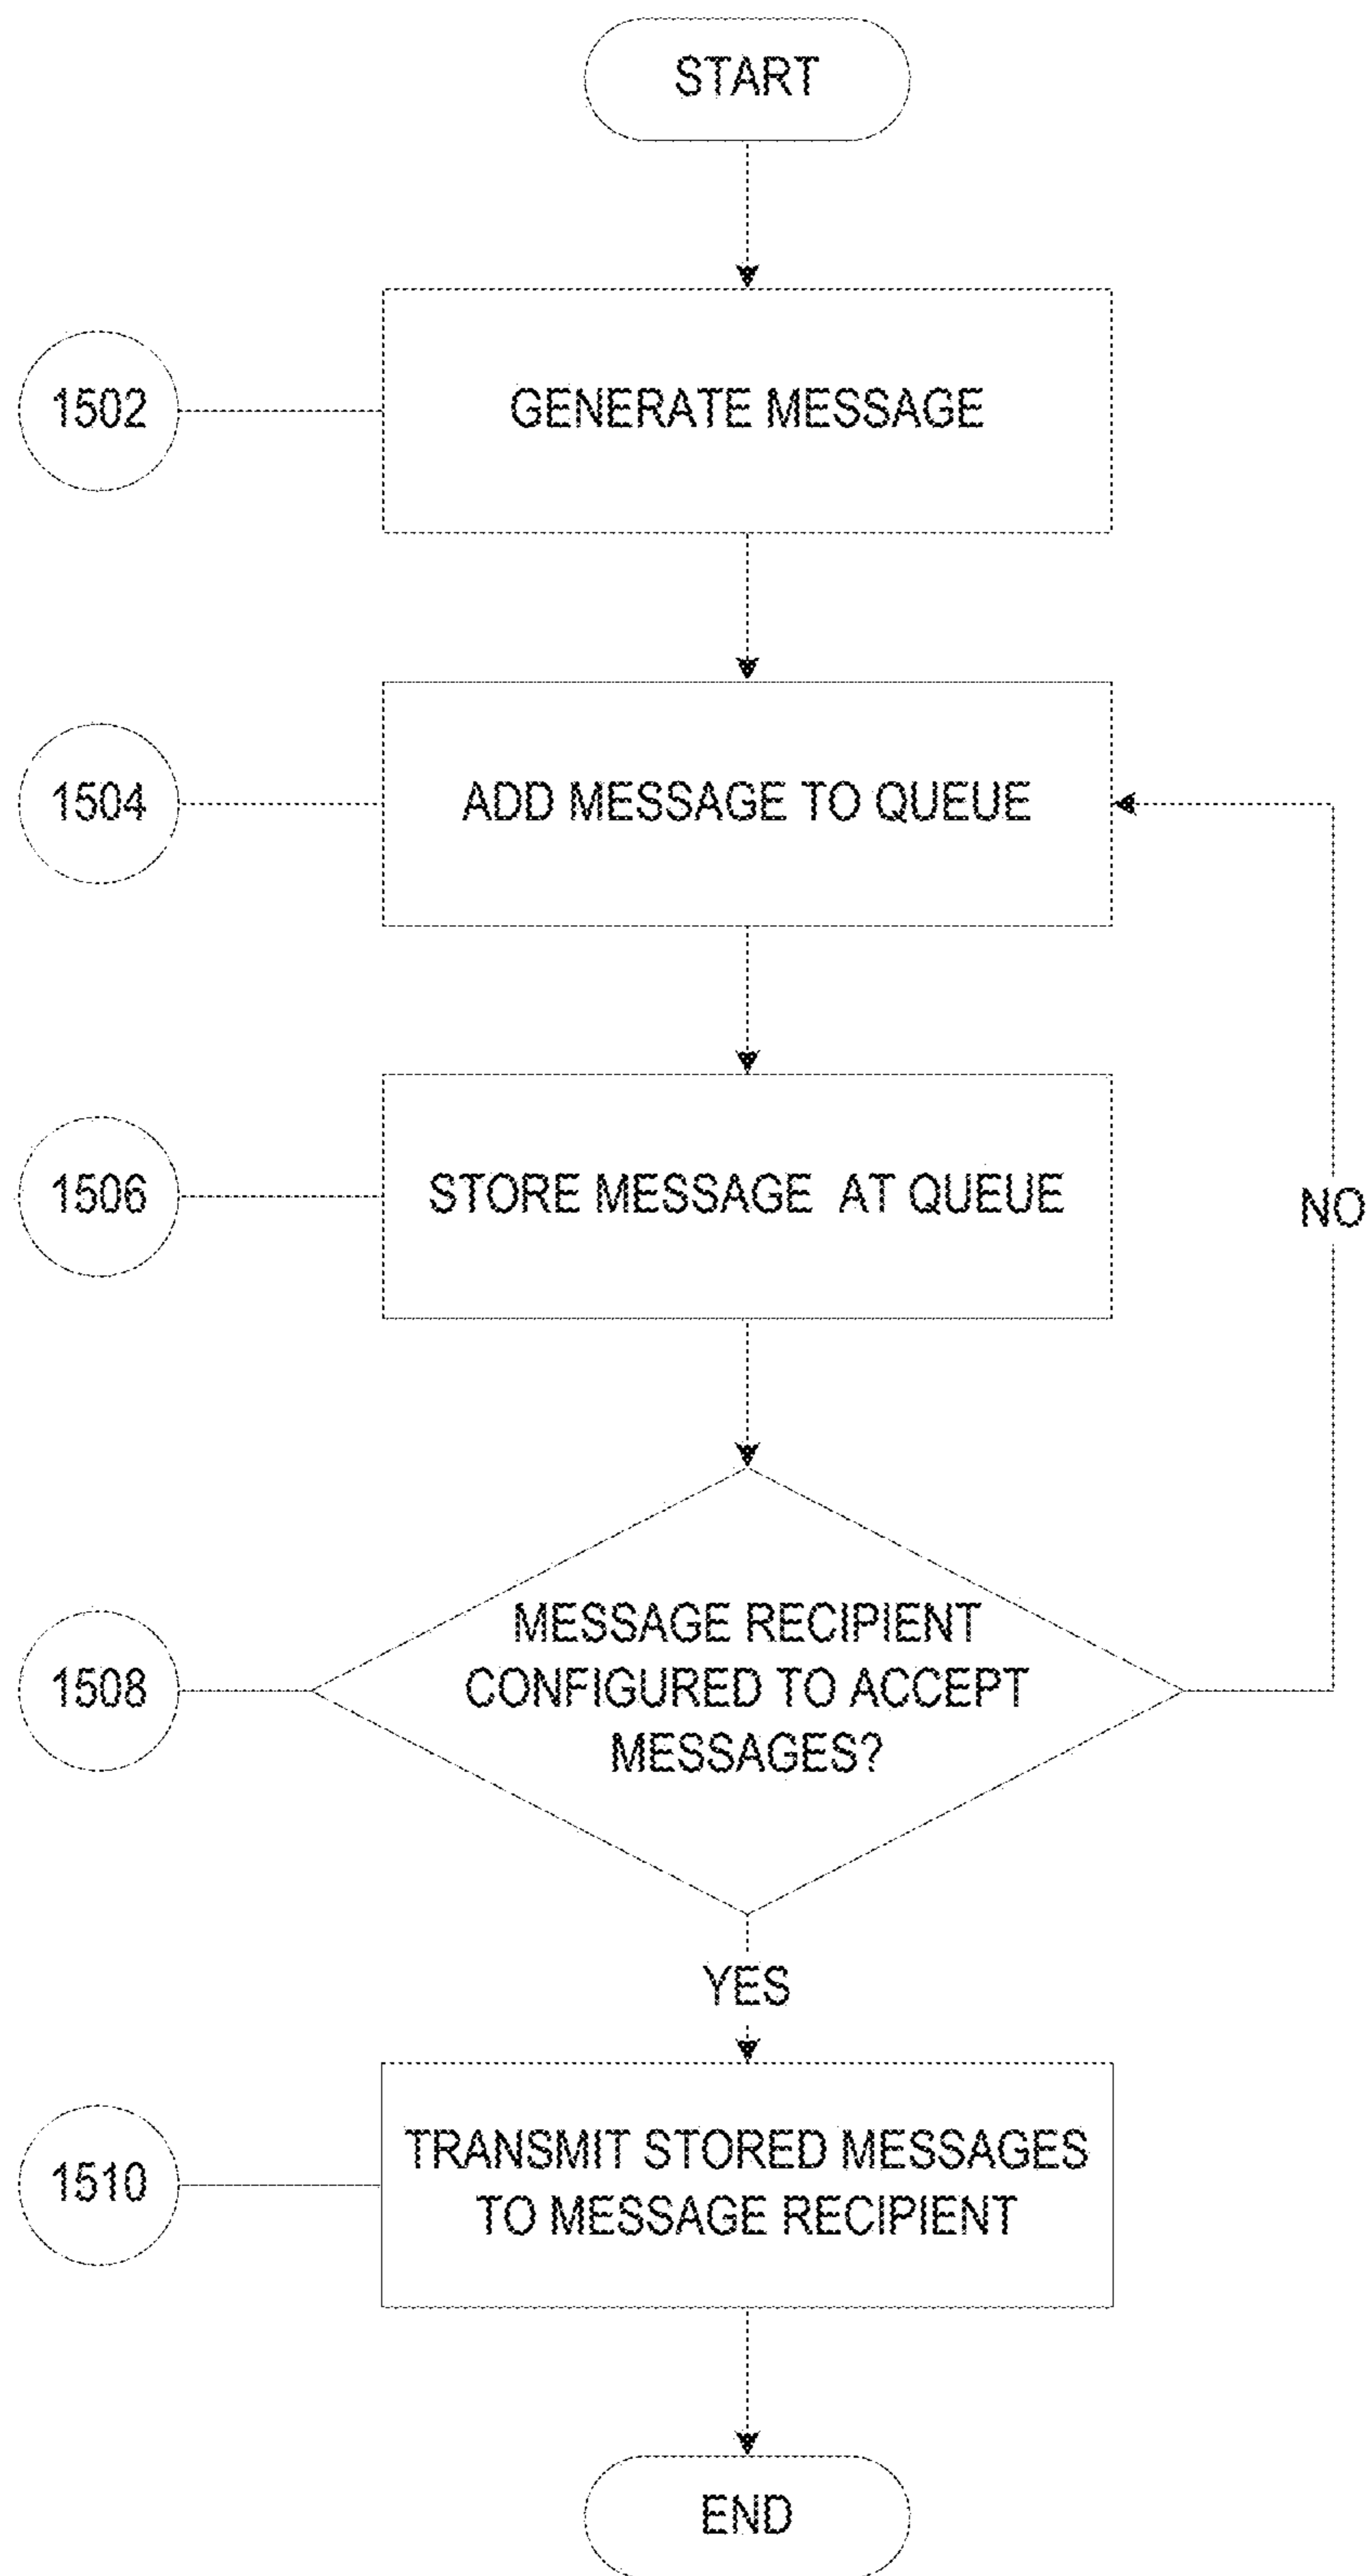 START
1502
GENERATE MESSAGE
1504
ADD MESSAGE TO QUEUE
1506
STORE MESSAGE AT QUEUE
NO
1508
MESSAGE RECIPIENT
CONFIGURED TO ACCEPT
MESSAGES?
YES
1510
TRANSMIT STORED MESSAGES
TO MESSAGE RECIPIENT
END